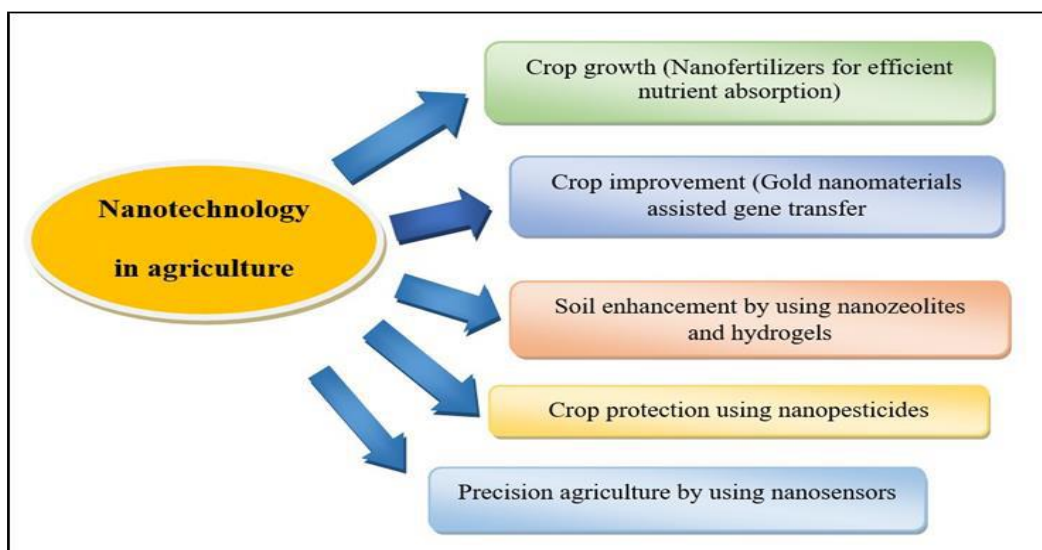 Nanotechnology
in agriculture
Crop growth (Nanofertilizers for efficient
nutrient absorption)
Crop improvement (Gold nanomaterials
assisted gene transfer
Soil enhancement by using nanozeolites
and hydrogels
Crop protection using nanopesticides
Precision agriculture by using nanosensors